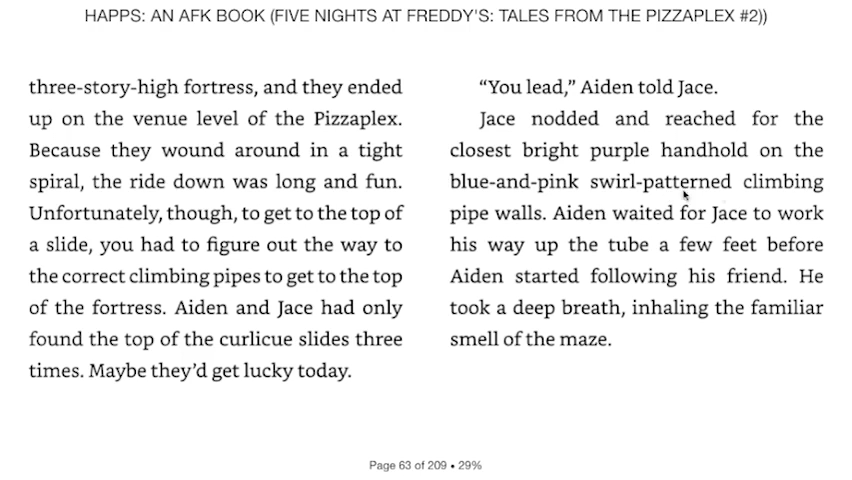 HAPPS: AN AFK BOOK (FIVE NIGHTS AT FREDDY'S: TALES FROM THE PIZZAPLEX #2))
three-story-high fortress, and they ended
up on the venue level of the Pizzaplex.
Because they wound around in a tight
spiral, the ride down was long and fun.
Unfortunately, though, to get to the top of
a slide, you had to figure out the way to
the correct climbing pipes to get to the top
of the fortress. Aiden and Jace had only
found the top of the curlicue slides three
times. Maybe they’d get lucky today.
“You lead,” Aiden told Jace.
Jace nodded and reached for the
closest bright purple handhold on the
blue-and-pink swirl-patterned climbing
pipe walls. Aiden waited for Jace to work
his way up the tube a few feet before
Aiden started following his friend. He
took a deep breath, inhaling the familiar
smell of the maze.
Page 63 of 209 • 29%